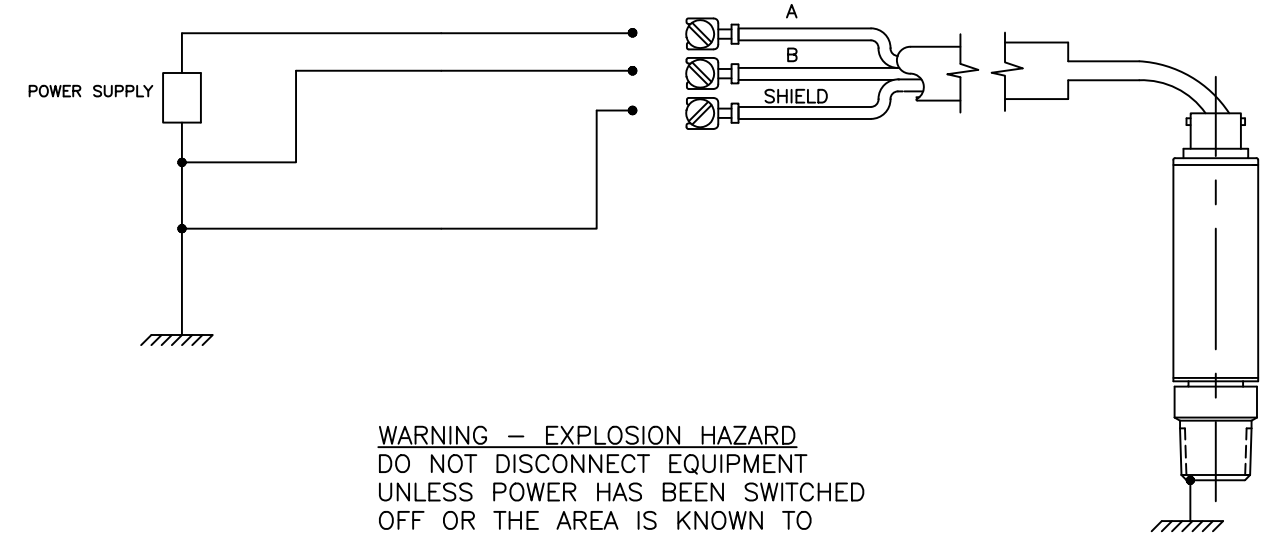 A
B
POWER SUPPLY
SHIELD
WARNING – EXPLOSION HAZARD
DO NOT DISCONNECT EQUIPMENT
UNLESS POWER HAS BEEN SWITCHED
OFF OR THE AREA IS KNOWN TO